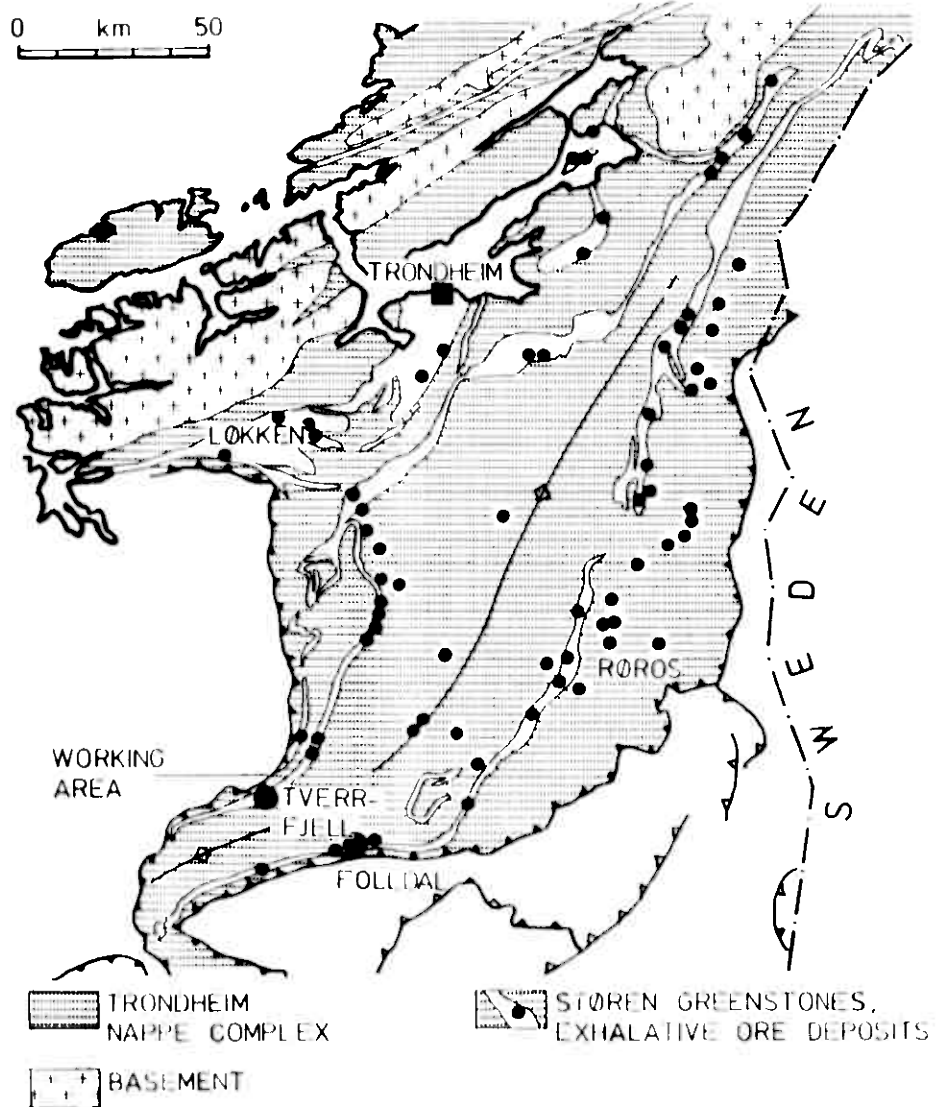 0 km 50
TRONDHEIM
LØKKEN
SWEDEN
RØROS
WORKING
AREA
TVERR-
FJELL
FOLLDAL
TRONDHEIM
NAPPE COMPLEX
STØREN GREENSTONES,
EXHALATIVE ORE DEPOSITS
BASEMENT